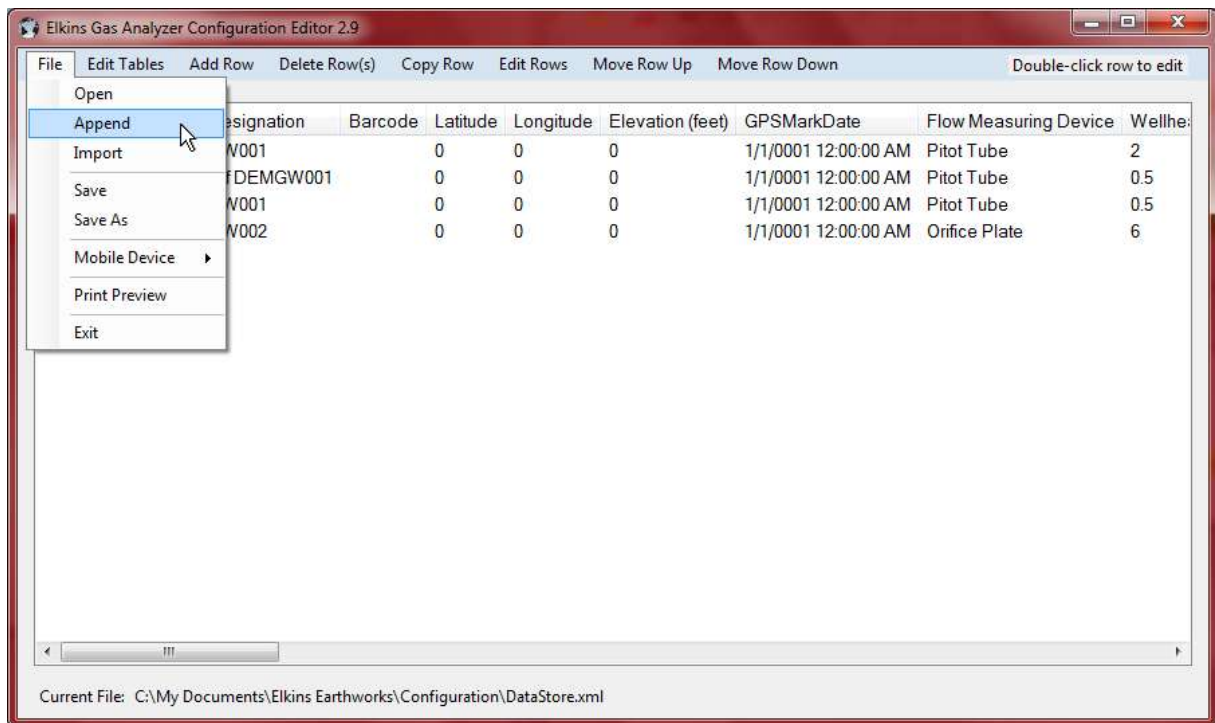 Elkins Gas Analyzer Configuration Editor 2.9
File Edit Tables Add Row Delete Row(s) Copy Row Edit Rows Move Row Up Move Row Down Double-click row to edit
Open
Append
Import
Save
Save As
Mobile Device
Print Preview
Exit
esignation Barcode Latitude Longitude Elevation (feet) GPSMarkDate Flow Measuring Device Wellhe
W001 0 0 0 1/1/0001 12:00:00 AM Pitot Tube 2
f DEMGW001 0 0 0 1/1/0001 12:00:00 AM Pitot Tube 0.5
W001 0 0 0 1/1/0001 12:00:00 AM Pitot Tube 0.5
W002 0 0 0 1/1/0001 12:00:00 AM Orifice Plate 6
Current File: C:\My Documents\Elkins Earthworks\Configuration\DataStore.xml